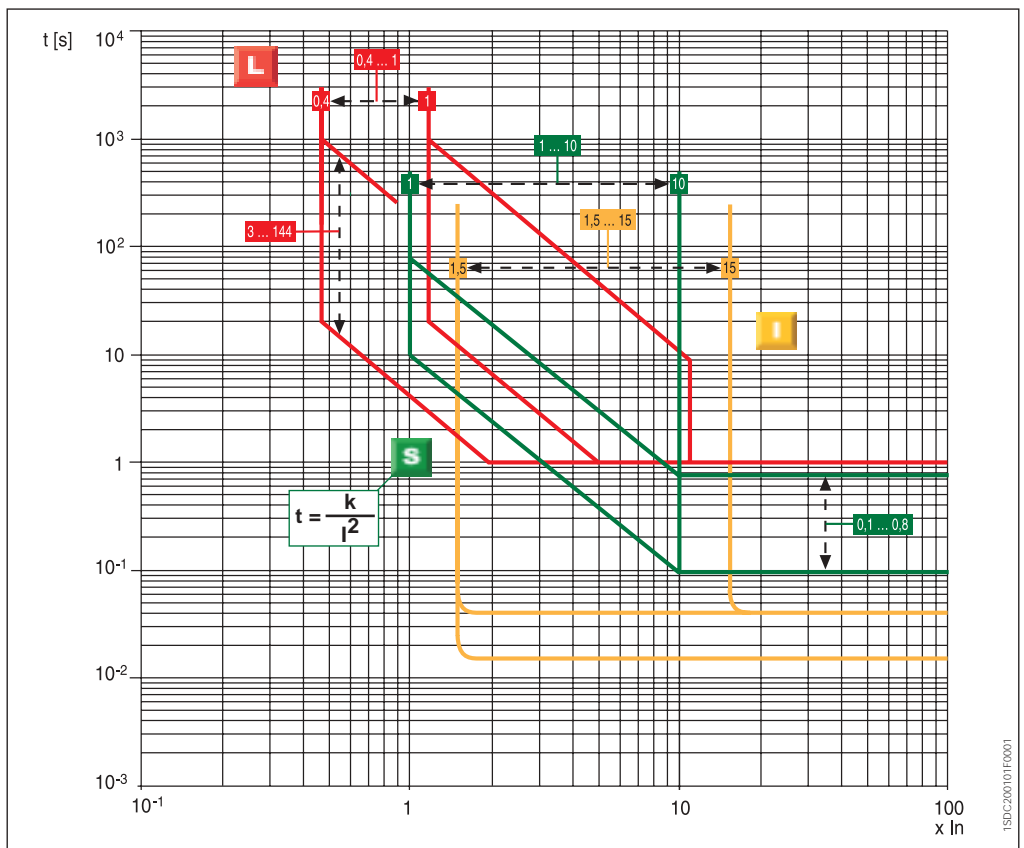 t [s]
10⁴
L
0,4 ... 1
0,4
1
10³
1 ... 10
1
10
3 ... 144
1,5 ... 15
10²
1,5
15
I
10
1
S
t = k / I²
0,1 ... 0,8
10⁻¹
10⁻²
10⁻³
10⁻¹
1
10
100
x In
1SDC200101F0001